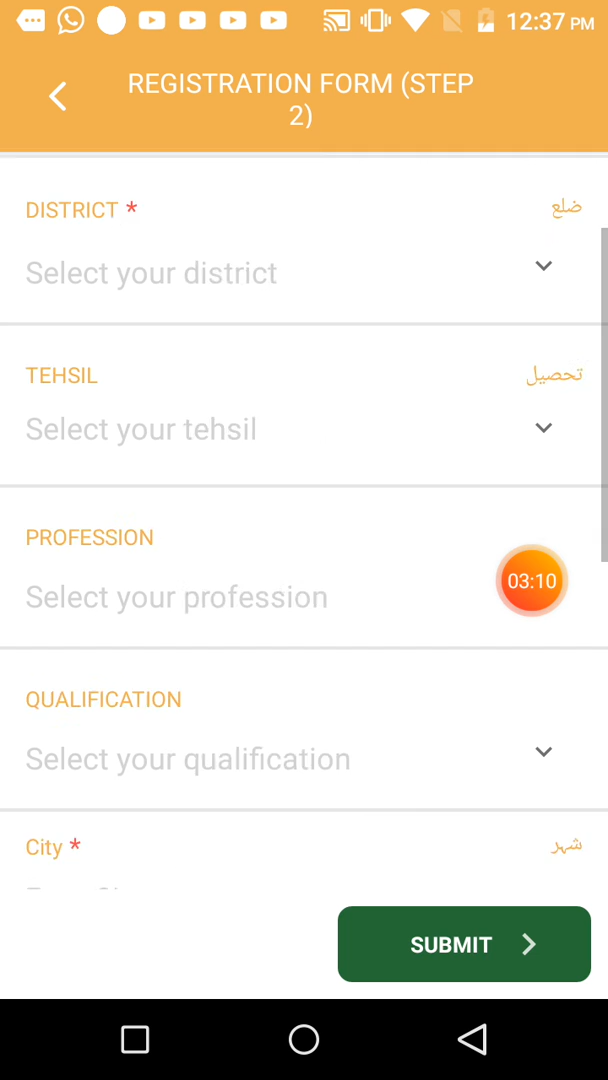 12:37 PM
REGISTRATION FORM (STEP
2)
DISTRICT * ضلع
Select your district
TEHSIL تحصیل
Select your tehsil
PROFESSION
Select your profession
03:10
QUALIFICATION
Select your qualification
City * شہر
SUBMIT